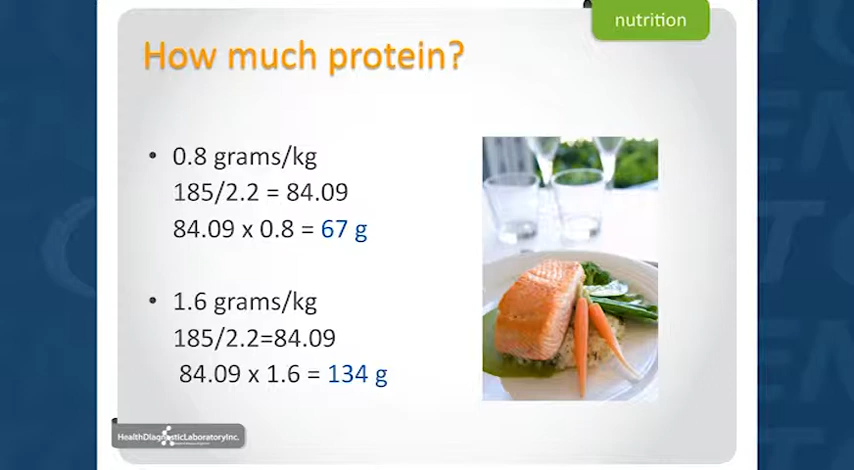 nutrition
How much protein?
• 0.8 grams/kg
185/2.2 = 84.09
84.09 x 0.8 = 67 g
• 1.6 grams/kg
185/2.2=84.09
84.09 x 1.6 = 134 g
HealthDiagnosticLaboratoryInc.